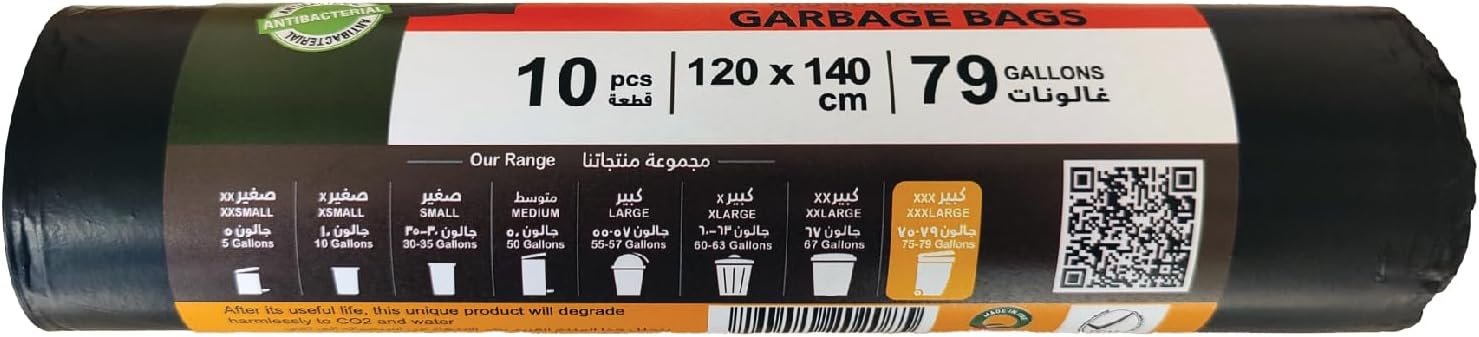 ANTIBACTERIAL
ANTIBACTERIAL
GARBAGE BAGS
10 pcs قطعة
120 x 140 cm
79 GALLONS غالونات
Our Range مجموعة منتجاتنا
صغير xx
XXSMALL
٥ جالون
5 Gallons
صغير x
XSMALL
١٠ جالون
10 Gallons
صغير
SMALL
٣٠-٣٥ جالون
30-35 Gallons
متوسط
MEDIUM
٥٠ جالون
50 Gallons
كبير
LARGE
٥٥-٥٧ جالون
55-57 Gallons
كبير x
XLARGE
٦٠-٦٣ جالون
60-63 Gallons
كبير xx
XXLARGE
٦٧ جالون
67 Gallons
كبير xxx
XXXLARGE
٧٥-٧٩ جالون
75-79 Gallons
After its useful life, this unique product will degrade
harmlessly to CO2 and water
MADE IN